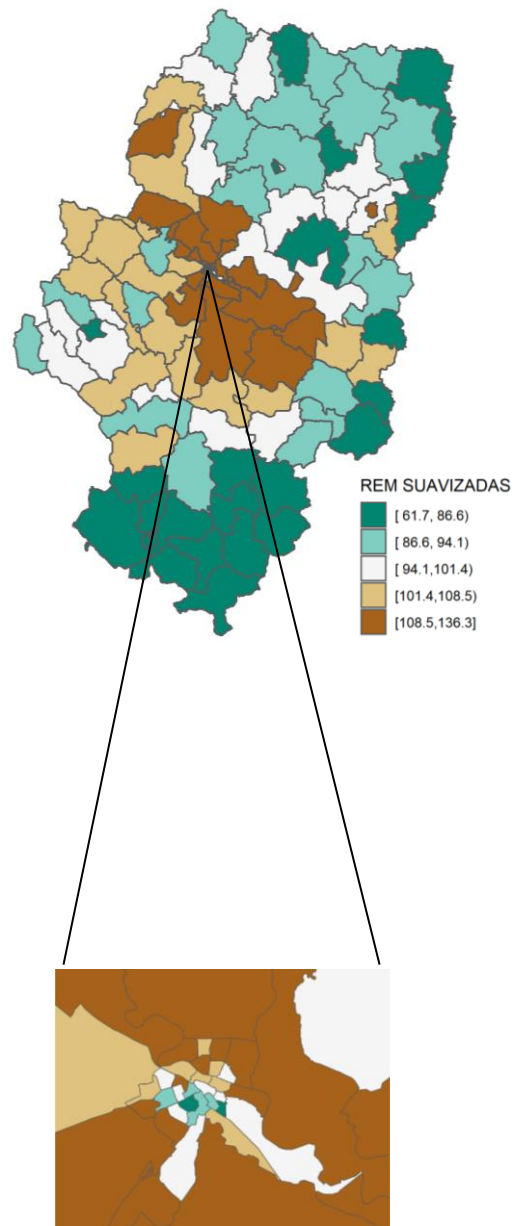 REM SUAVIZADAS
[ 61.7, 86.6)
[ 86.6, 94.1)
[ 94.1,101.4)
[101.4,108.5)
[108.5,136.3]